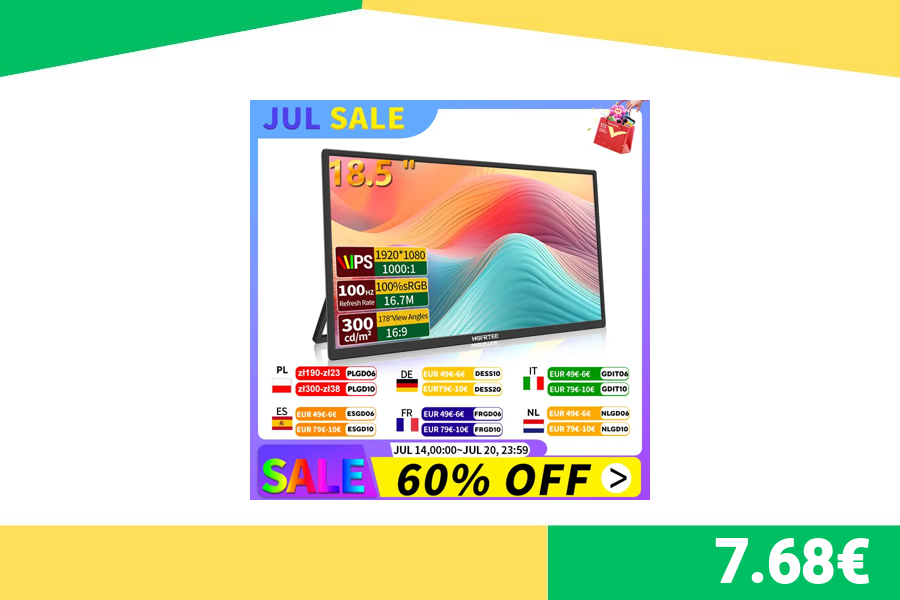 JUL SALE
18.5 "
IPS
1920*1080
1000:1
100HZ
Refresh Rate
100%sRGB
16.7M
300
cd/m²
178°View Angles
16:9
HGFRTEE
PL
zł190-zł23 PLGD06
zł300-zł38 PLGD10
DE
EUR 49€-6€ DESS10
EUR79€-10€ DESS20
IT
EUR 49€-6€ GDIT06
EUR 79€-10€ GDIT10
ES
EUR 49€-6€ ESGD06
EUR 79€-10€ ESGD10
FR
EUR 49€-6€ FRGD06
EUR 79€-10€ FRGD10
NL
EUR 49€-6€ NLGD06
EUR 79€-10€ NLGD10
JUL 14,00:00~JUL 20, 23:59
SALE
60% OFF >
7.68€